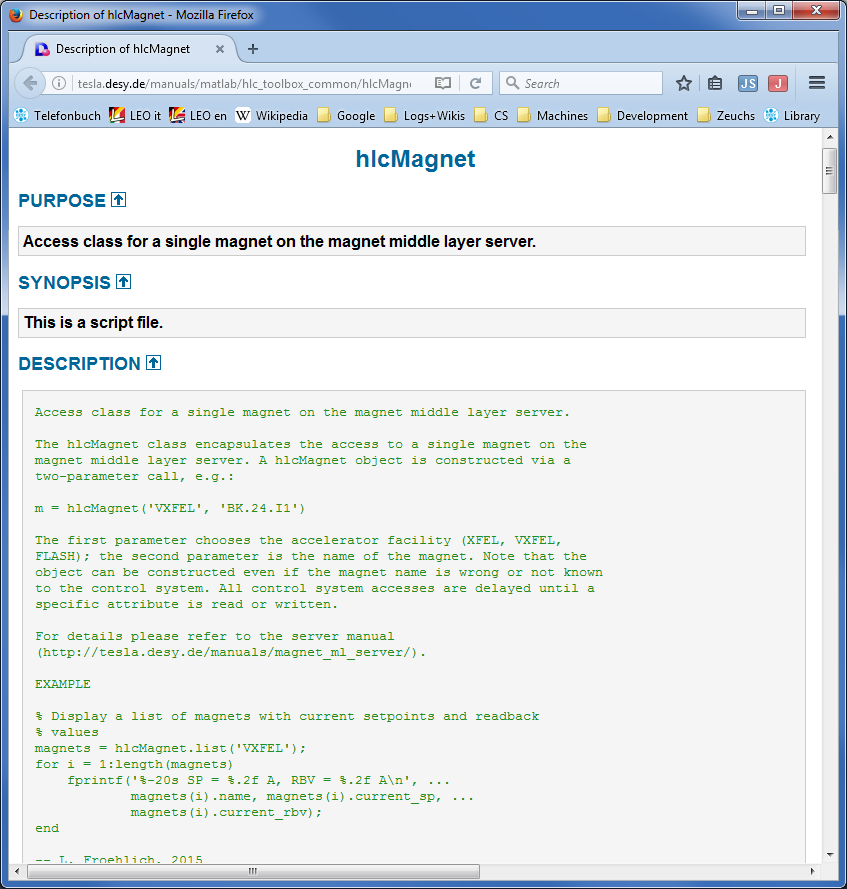 Description of hlcMagnet - Mozilla Firefox
Description of hlcMagnet
tesla.desy.de/manuals/matlab/hlc_toolbox_common/hlcMagne
Search
JS
J
Telefonbuch LEO it LEO en W Wikipedia Google Logs+Wikis CS Machines Development Zeuchs Library
hlcMagnet
PURPOSE
Access class for a single magnet on the magnet middle layer server.
SYNOPSIS
This is a script file.
DESCRIPTION
Access class for a single magnet on the magnet middle layer server.
The hlcMagnet class encapsulates the access to a single magnet on the
magnet middle layer server. A hlcMagnet object is constructed via a
two-parameter call, e.g.:
m = hlcMagnet('VXFEL', 'BK.24.I1')
The first parameter chooses the accelerator facility (XFEL, VXFEL,
FLASH); the second parameter is the name of the magnet. Note that the
object can be constructed even if the magnet name is wrong or not known
to the control system. All control system accesses are delayed until a
specific attribute is read or written.
For details please refer to the server manual
(http://tesla.desy.de/manuals/magnet_ml_server/).
EXAMPLE
% Display a list of magnets with current setpoints and readback
% values
magnets = hlcMagnet.list('VXFEL');
for i = 1:length(magnets)
fprintf('%-20s SP = %.2f A, RBV = %.2f A\n', ...
magnets(i).name, magnets(i).current_sp, ...
magnets(i).current_rbv);
end
-- L. Froehlich, 2015